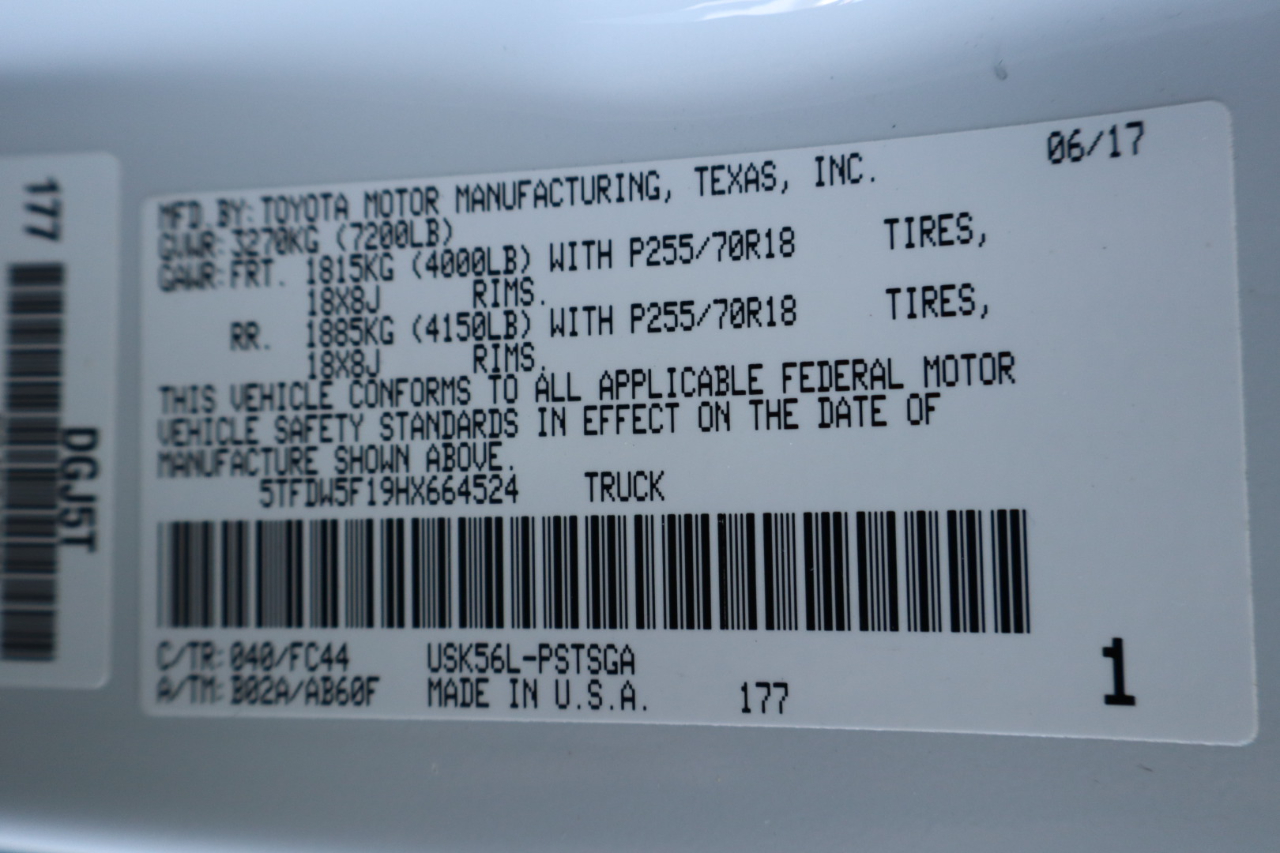 177
DGJ5T
06/17
MFD.BY:TOYOTA MOTOR MANUFACTURING, TEXAS, INC.
GVWR:3270KG (7200LB)
GAWR:FRT. 1815KG (4000LB) WITH P255/70R18 TIRES,
18X8J RIMS.
RR. 1885KG (4150LB) WITH P255/70R18 TIRES,
18X8J RIMS.
THIS VEHICLE CONFORMS TO ALL APPLICABLE FEDERAL MOTOR
VEHICLE SAFETY STANDARDS IN EFFECT ON THE DATE OF
MANUFACTURE SHOWN ABOVE.
5TFDW5F19HX664524 TRUCK
C/TR:040/FC44 USK56L-PSTSGA
A/TM:B02A/AB60F MADE IN U.S.A. 177
1